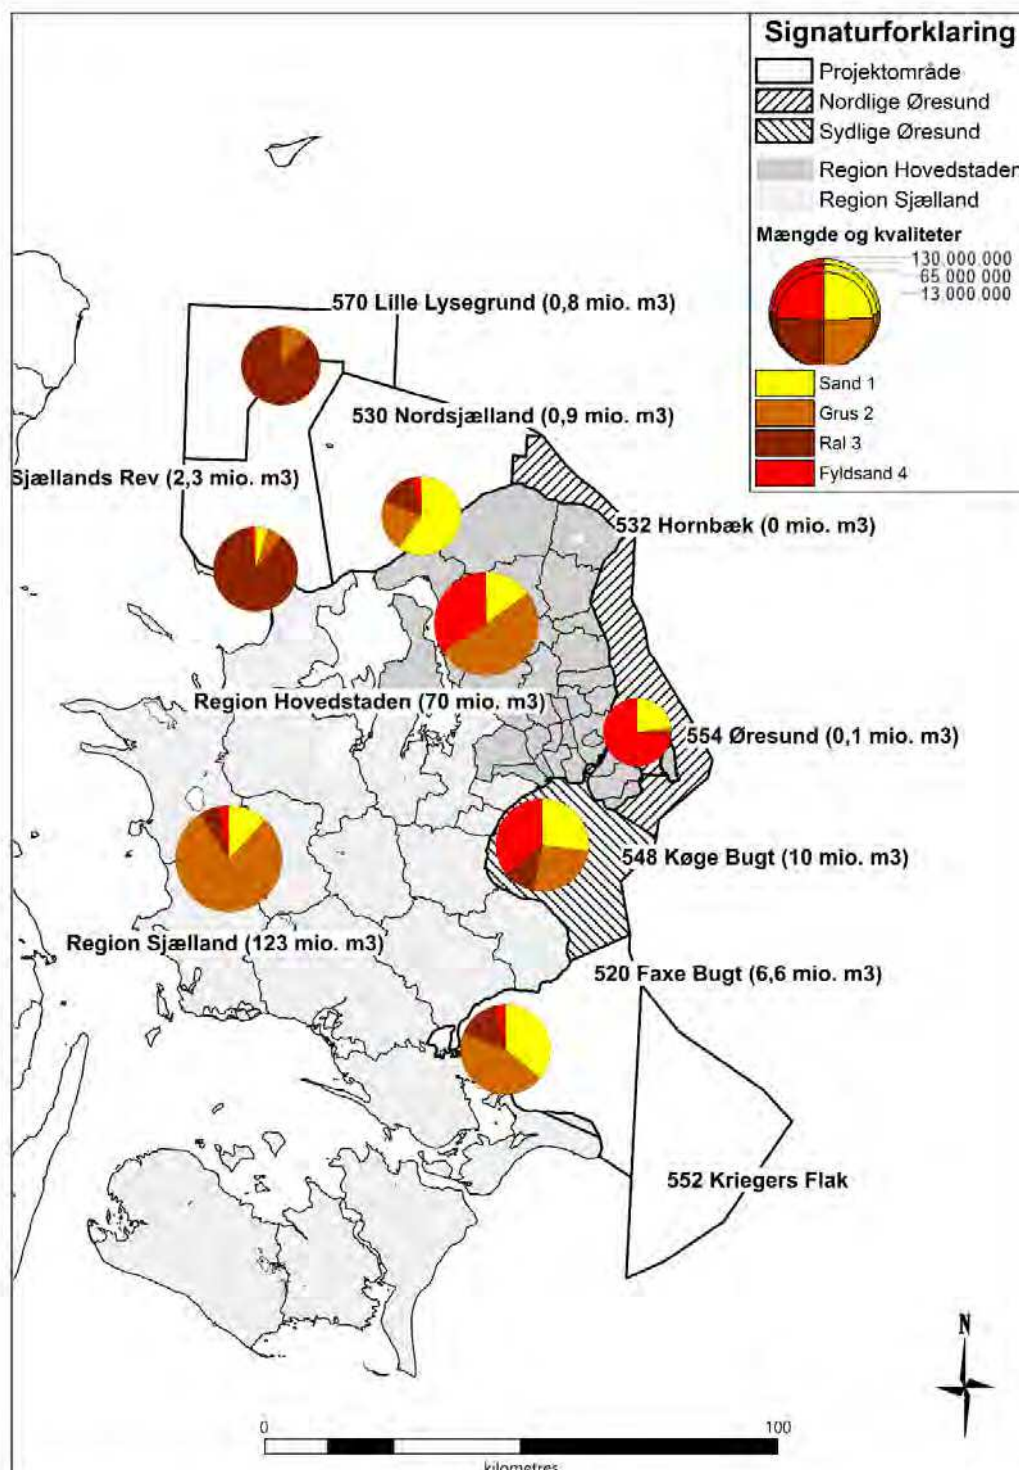 Signaturforklaring
Projektområde
Nordlige Øresund
Sydlige Øresund
Region Hovedstaden
Region Sjælland
Mængde og kvaliteter
130.000.000
65 000 000
13 000.000
Sand 1
Grus 2
Ral 3
Fyldsand 4
570 Lille Lysegrund (0,8 mio. m3)
530 Nordsjælland (0,9 mio. m3)
Sjællands Rev (2,3 mio. m3)
532 Hornbæk (0 mio. m3)
Region Hovedstaden (70 mio. m3)
554 Øresund (0,1 mio. m3)
548 Køge Bugt (10 mio. m3)
Region Sjælland (123 mio. m3)
520 Faxe Bugt (6,6 mio. m3)
552 Kriegers Flak
N
0 100
kilometres